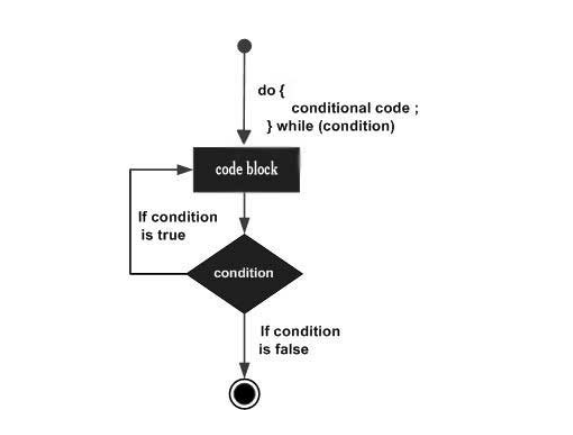 do {
conditional code ;
} while (condition)
code block
If condition
is true
condition
If condition
is false